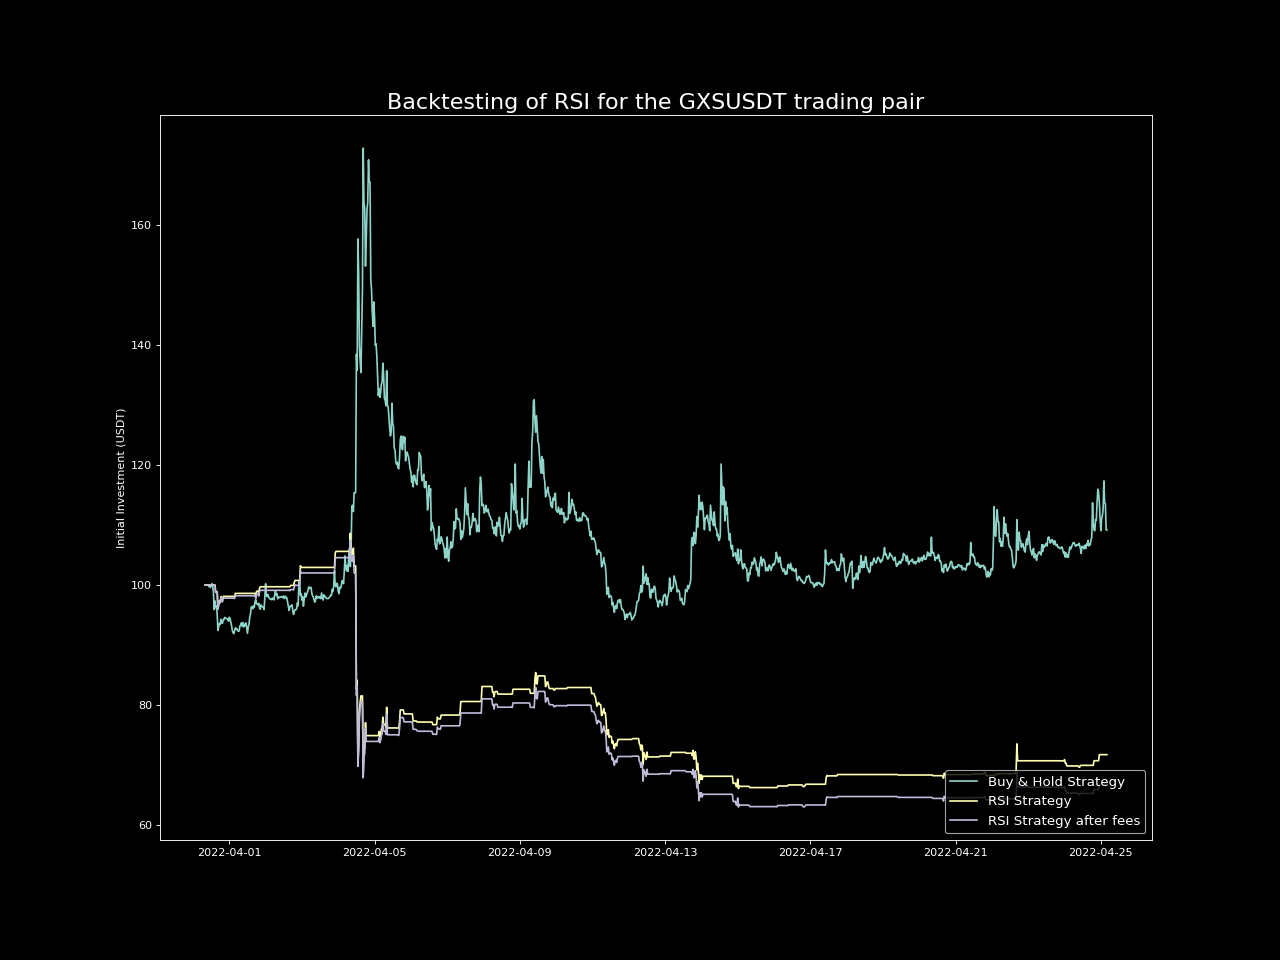 Backtesting of RSI for the GXSUSDT trading pair
Initial Investment (USDT)
160
140
120
100
80
60
2022-04-01
2022-04-05
2022-04-09
2022-04-13
2022-04-17
2022-04-21
2022-04-25
Buy & Hold Strategy
RSI Strategy
RSI Strategy after fees